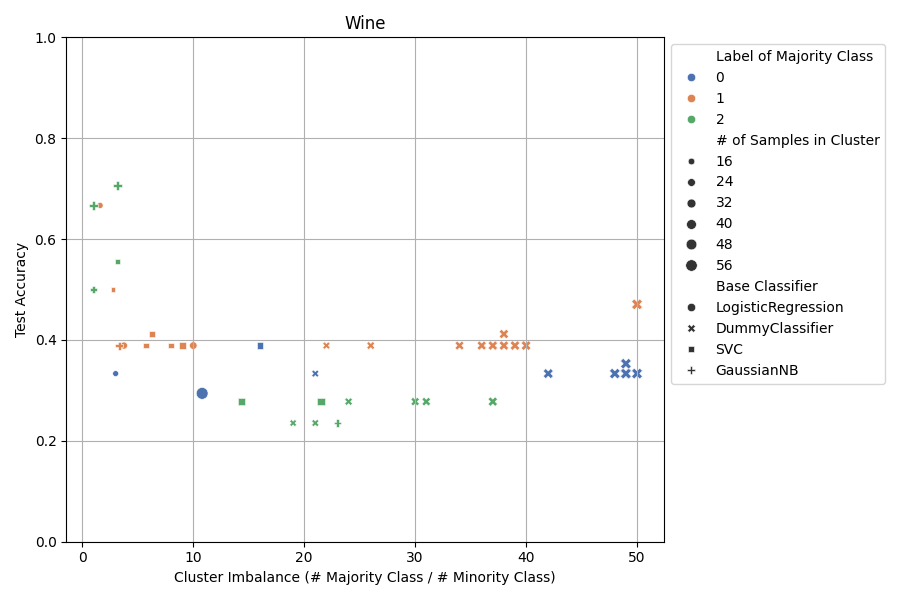 Wine
1.0
0.8
0.6
0.4
0.2
0.0
Test Accuracy
0
10
20
30
40
50
Cluster Imbalance (# Majority Class / # Minority Class)
Label of Majority Class
0
1
2
# of Samples in Cluster
16
24
32
40
48
56
Base Classifier
LogisticRegression
DummyClassifier
SVC
GaussianNB